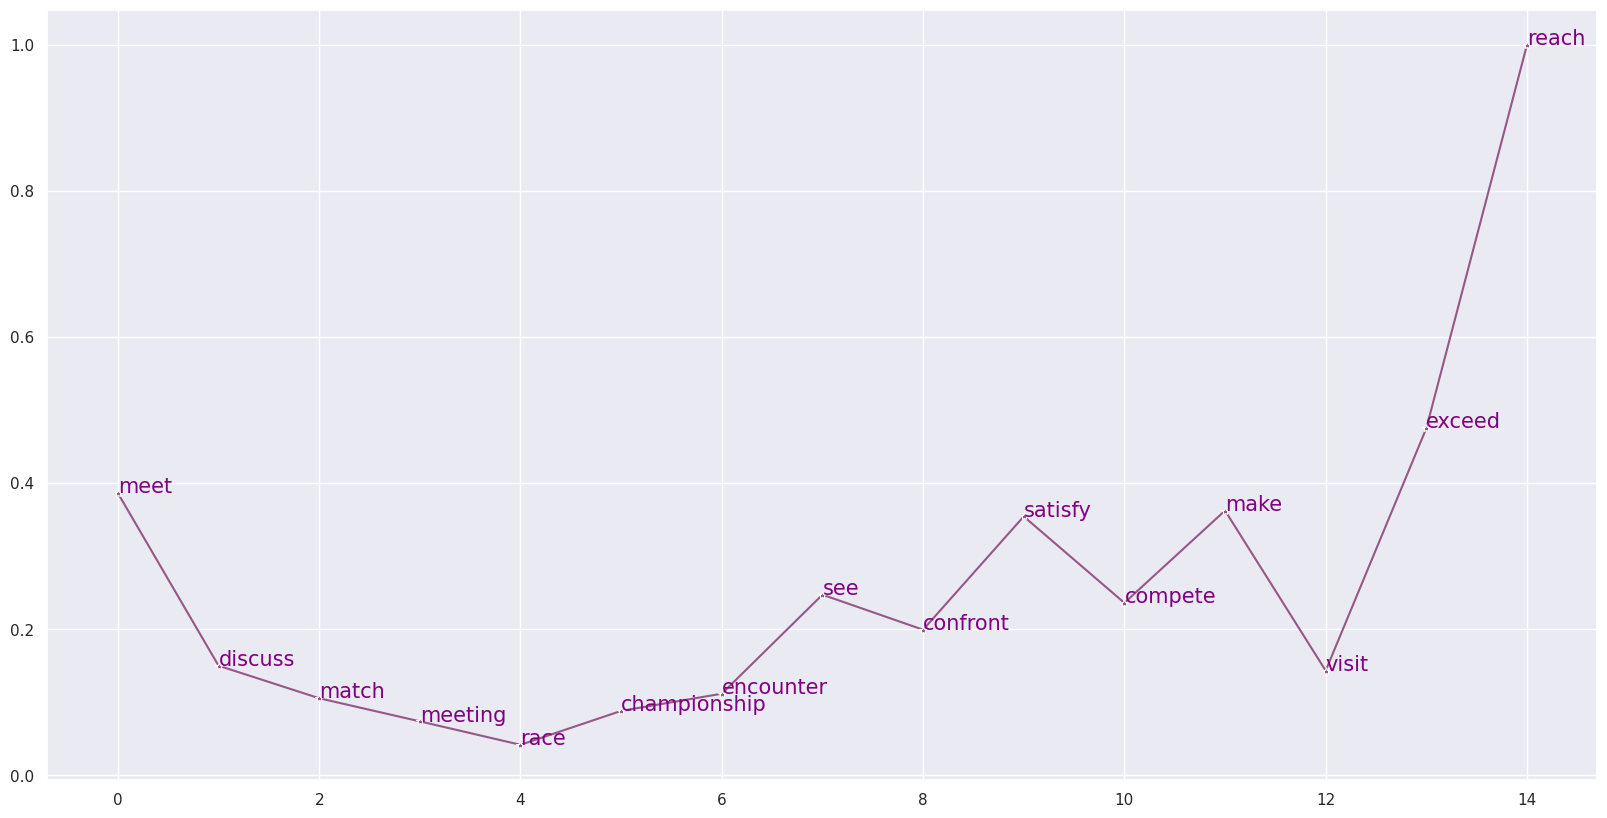 1.0
0.8
0.6
0.4
0.2
0.0
0
2
4
6
8
10
12
14
meet
discuss
match
meeting
race
championship
encounter
see
confront
satisfy
compete
make
visit
exceed
reach